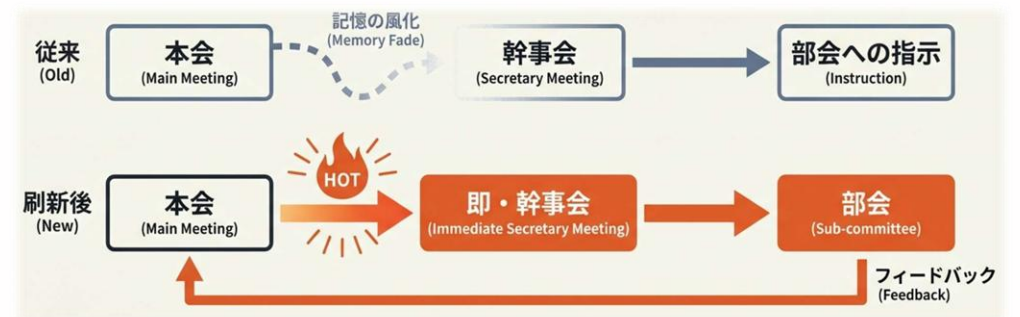 記憶の風化
(Memory Fade)
従来
(Old)
本会
(Main Meeting)
幹事会
(Secretary Meeting)
部会への指示
(Instruction)
HOT
刷新後
(New)
本会
(Main Meeting)
即・幹事会
(Immediate Secretary Meeting)
部会
(Sub-committee)
フィードバック
(Feedback)